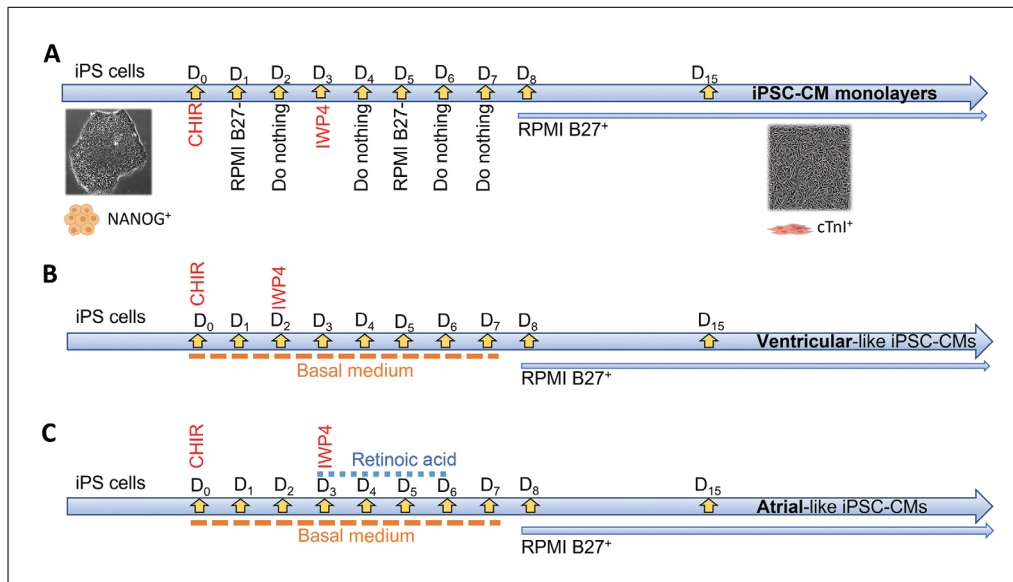 A
iPS cells
D₀ D₁ D₂ D₃ D₄ D₅ D₆ D₇ D₈ D₁₅
iPSC-CM monolayers
CHIR
RPMI B27-
Do nothing
IWP4
Do nothing
RPMI B27-
Do nothing
Do nothing
RPMI B27⁺
NANOG⁺
cTnI⁺
B
CHIR
IWP4
iPS cells
D₀ D₁ D₂ D₃ D₄ D₅ D₆ D₇ D₈ D₁₅
Ventricular-like iPSC-CMs
Basal medium
RPMI B27⁺
C
CHIR
IWP4
Retinoic acid
iPS cells
D₀ D₁ D₂ D₃ D₄ D₅ D₆ D₇ D₈ D₁₅
Atrial-like iPSC-CMs
Basal medium
RPMI B27⁺